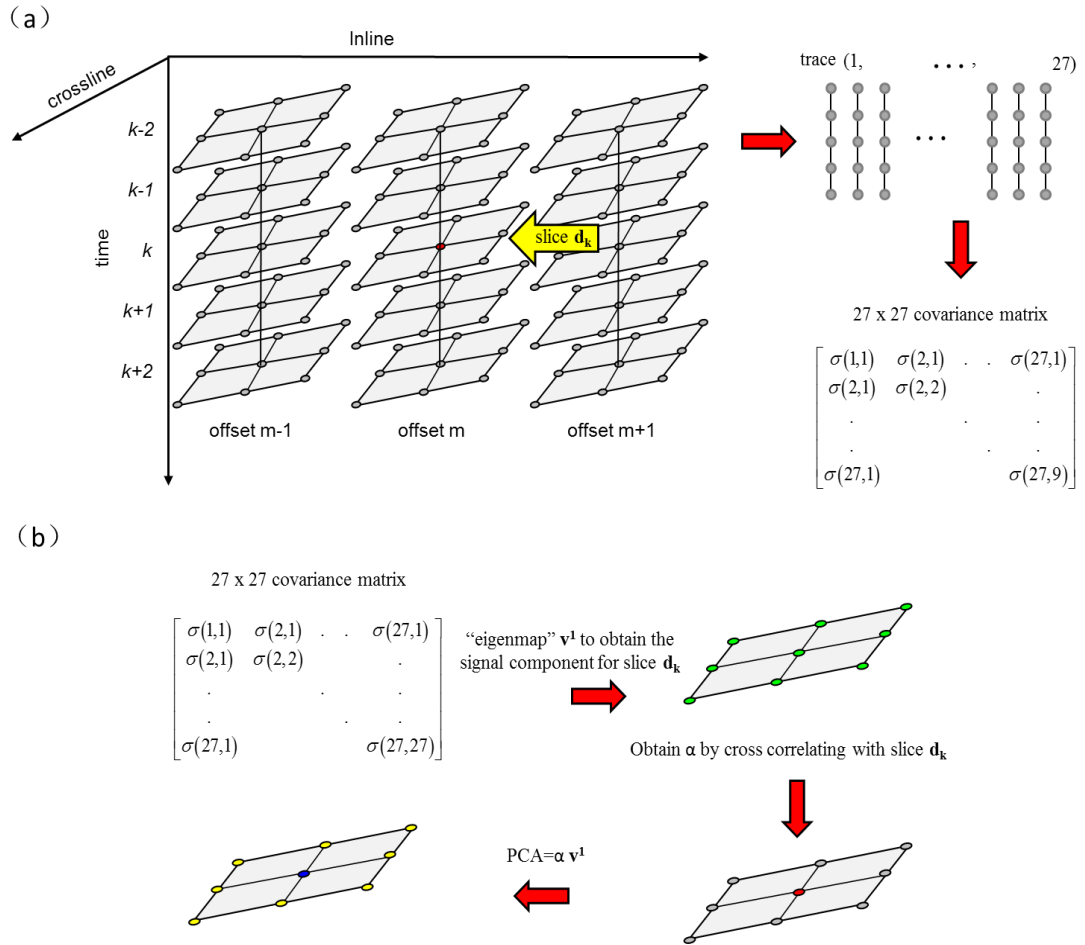 （a）
Inline
crossline
time
k-2
k-1
k
k+1
k+2
slice dk
offset m-1
offset m
offset m+1
trace (1, ... , 27)
...
27 x 27 covariance matrix
σ(1,1) σ(2,1) . . σ(27,1)
σ(2,1) σ(2,2) .
. . .
. . .
σ(27,1) σ(27,9)
（b）
27 x 27 covariance matrix
σ(1,1) σ(2,1) . . σ(27,1)
σ(2,1) σ(2,2) .
. . .
. . .
σ(27,1) σ(27,27)
“eigenmap” v¹ to obtain the
signal component for slice dk
Obtain α by cross correlating with slice dk
PCA=α v¹